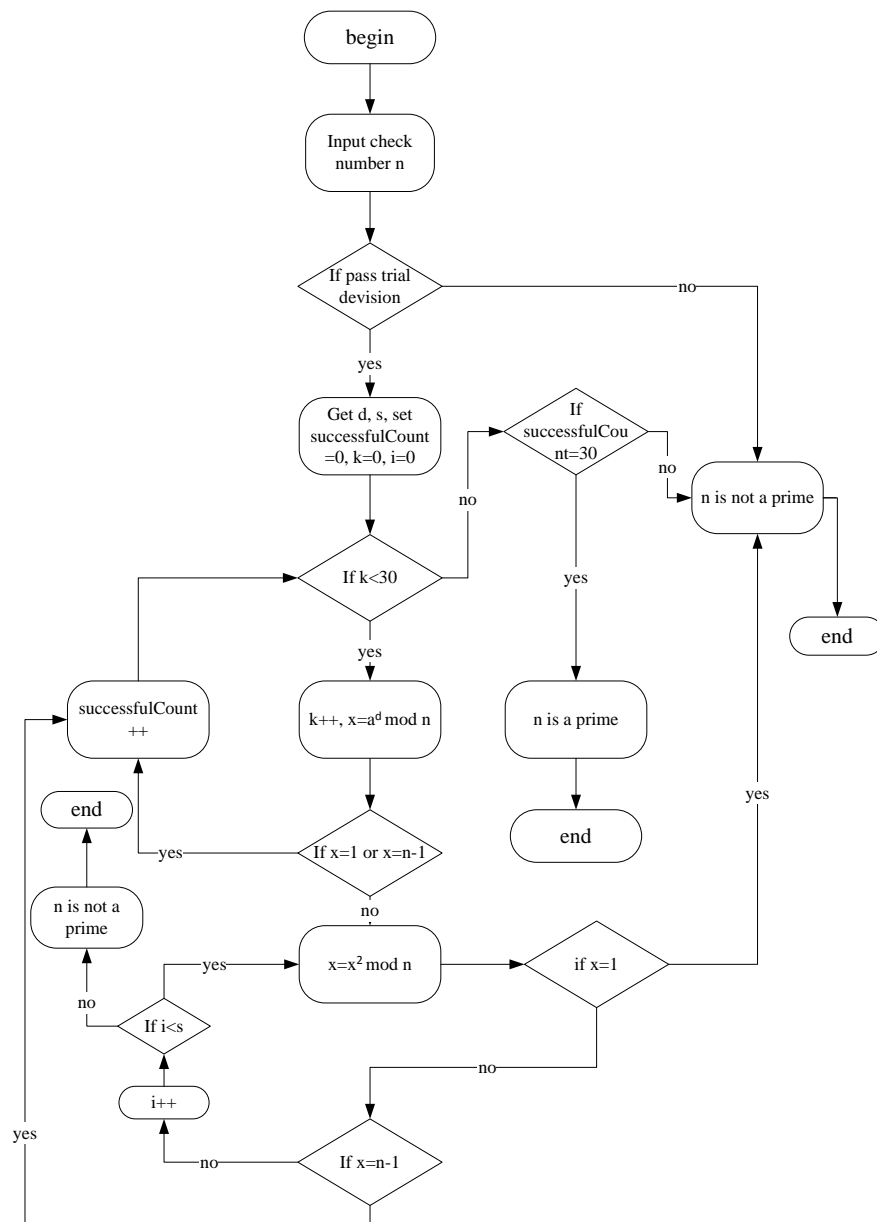 begin
Input check
number n
If pass trial
devision
no
yes
Get d, s, set
successfulCount
=0, k=0, i=0
If
successfulCou
nt=30
no
no
n is not a prime
If k<30
yes
yes
end
successfulCount
++
k++, x=aᵈ mod n
n is a prime
yes
end
end
yes
If x=1 or x=n-1
no
n is not a
prime
yes
x=x² mod n
if x=1
no
If i<s
no
i++
yes
no
If x=n-1